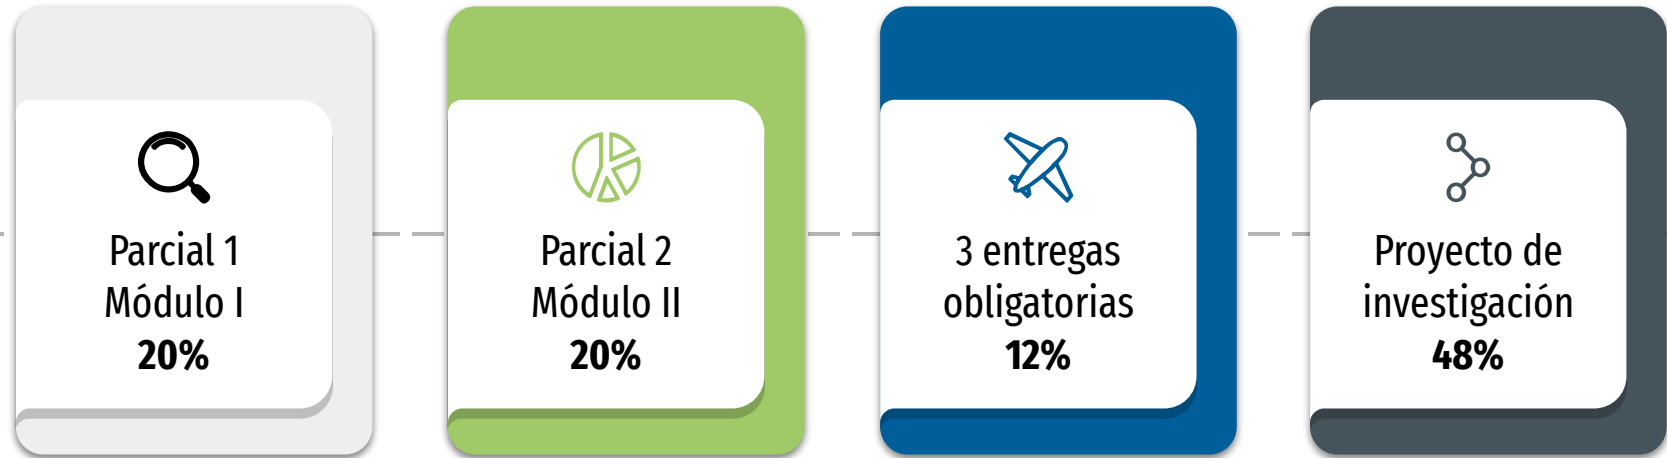 Parcial 1
Módulo I
20%
Parcial 2
Módulo II
20%
3 entregas
obligatorias
12%
Proyecto de
investigación
48%